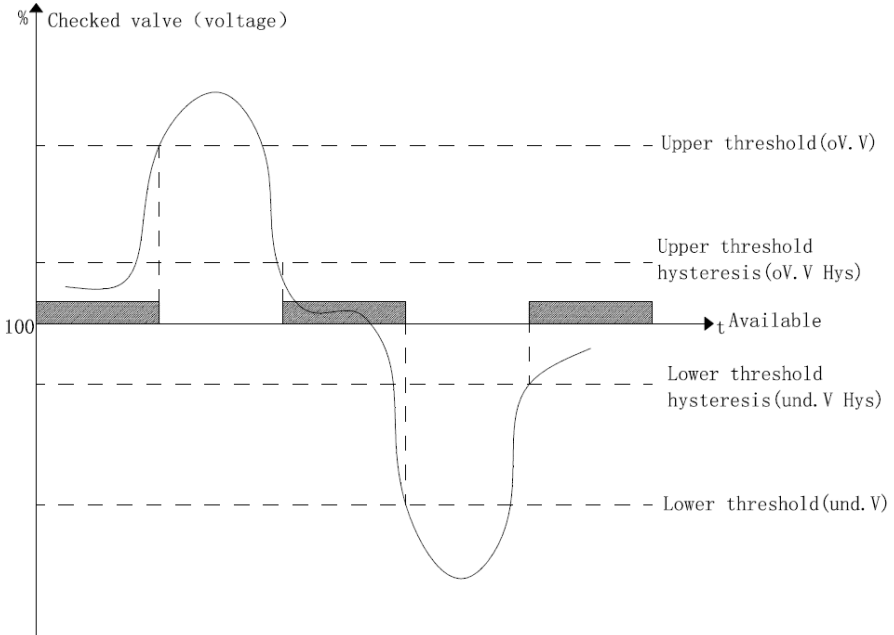 % Checked valve (voltage)
Upper threshold(oV.V)
Upper threshold
hysteresis(oV.V Hys)
100
t Available
Lower threshold
hysteresis(und.V Hys)
Lower threshold(und.V)